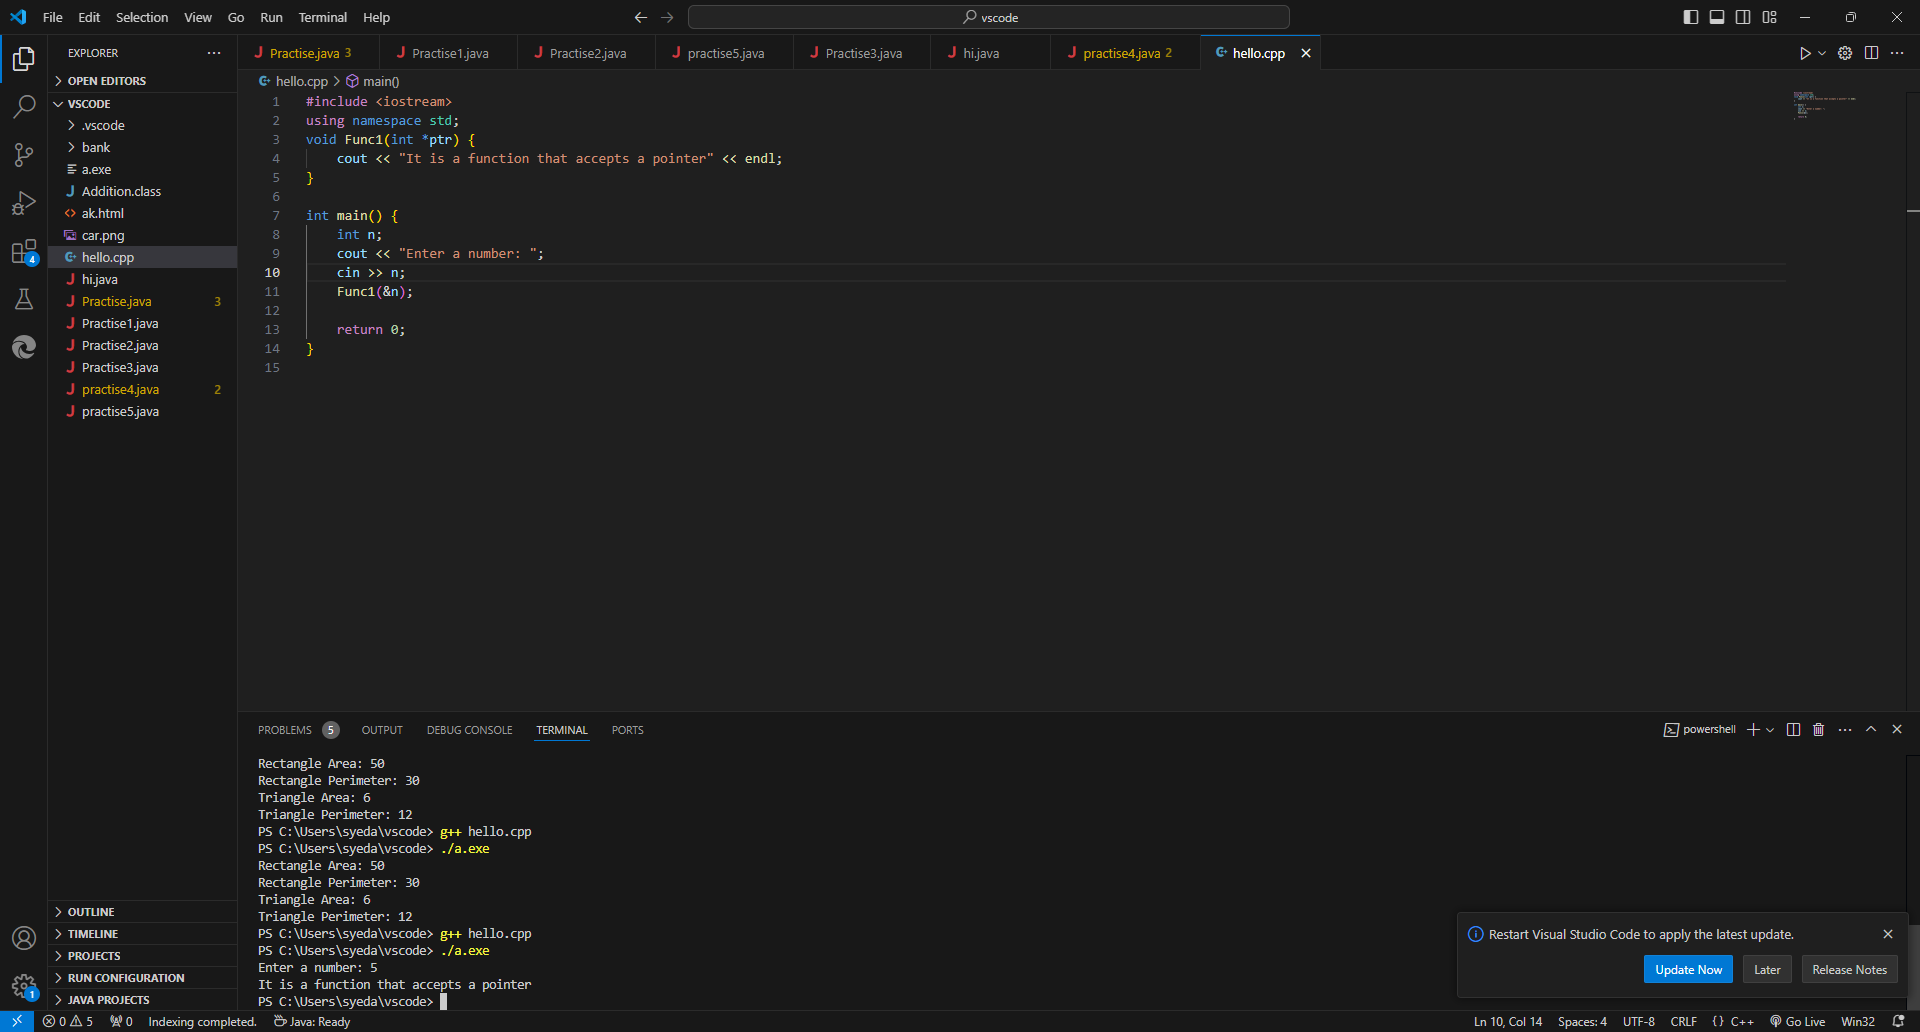 File Edit Selection View Go Run Terminal Help
vscode
EXPLORER
OPEN EDITORS
VSCODE
.vscode
bank
a.exe
Addition.class
ak.html
car.png
hello.cpp
hi.java
Practise.java 3
Practise1.java
Practise2.java
Practise3.java
practise4.java 2
practise5.java
OUTLINE
TIMELINE
PROJECTS
RUN CONFIGURATION
JAVA PROJECTS
4
1
Practise.java 3 Practise1.java Practise2.java practise5.java Practise3.java hi.java practise4.java 2 hello.cpp
hello.cpp > main()
1 #include <iostream>
2 using namespace std;
3 void Func1(int *ptr) {
4 cout << "It is a function that accepts a pointer" << endl;
5 }
6
7 int main() {
8 int n;
9 cout << "Enter a number: ";
10 cin >> n;
11 Func1(&n);
12
13 return 0;
14 }
15
PROBLEMS 5 OUTPUT DEBUG CONSOLE TERMINAL PORTS
powershell
Rectangle Area: 50
Rectangle Perimeter: 30
Triangle Area: 6
Triangle Perimeter: 12
PS C:\Users\syeda\vscode> g++ hello.cpp
PS C:\Users\syeda\vscode> ./a.exe
Rectangle Area: 50
Rectangle Perimeter: 30
Triangle Area: 6
Triangle Perimeter: 12
PS C:\Users\syeda\vscode> g++ hello.cpp
PS C:\Users\syeda\vscode> ./a.exe
Enter a number: 5
It is a function that accepts a pointer
PS C:\Users\syeda\vscode>
Restart Visual Studio Code to apply the latest update.
Update Now Later Release Notes
0 5 0 Indexing completed. Java: Ready
Ln 10, Col 14 Spaces: 4 UTF-8 CRLF {} C++ Go Live Win32